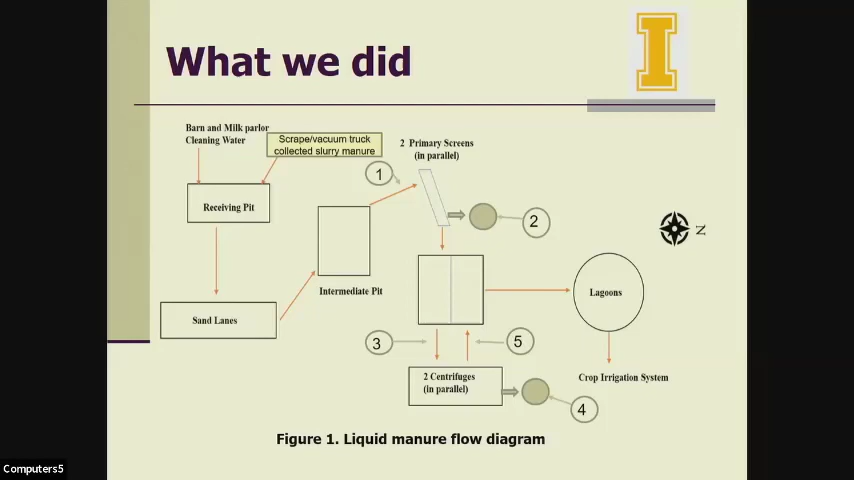 What we did
I
Barn and Milk parlor
Cleaning Water
Scrape/vacuum truck
collected slurry manure
2 Primary Screens
(in parallel)
1
2
Receiving Pit
N
Intermediate Pit
Sand Lanes
Lagoons
3
5
2 Centrifuges
(in parallel)
Crop Irrigation System
4
Figure 1. Liquid manure flow diagram
Computers5